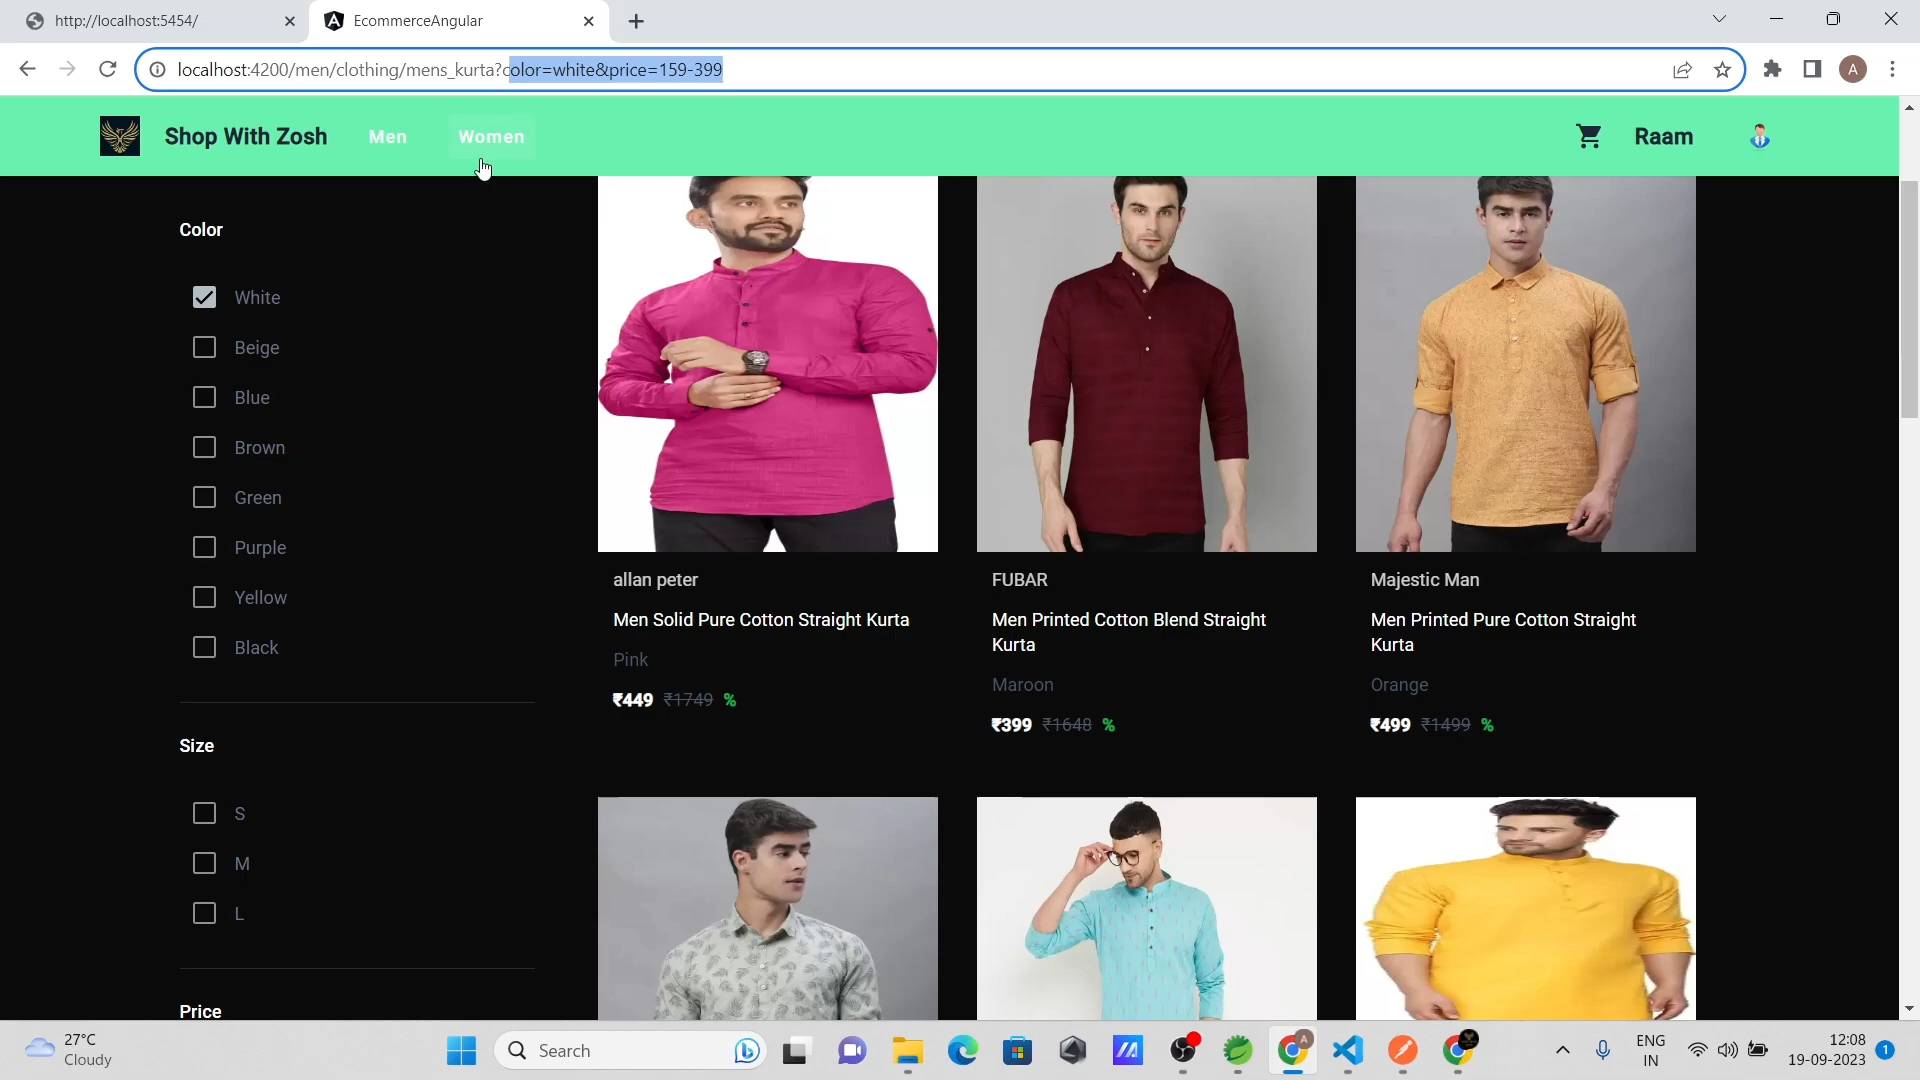 http://localhost:5454/
EcommerceAngular
localhost:4200/men/clothing/mens_kurta?color=white&price=159-399
A
Shop With Zosh
Men
Women
Raam
Color
White
Beige
Blue
Brown
Green
Purple
Yellow
Black
Size
S
M
L
Price
allan peter
Men Solid Pure Cotton Straight Kurta
Pink
₹449 ₹1749 %
FUBAR
Men Printed Cotton Blend Straight
Kurta
Maroon
₹399 ₹1648 %
Majestic Man
Men Printed Pure Cotton Straight
Kurta
Orange
₹499 ₹1499 %
27°C
Cloudy
Search
A
ENG
IN
12:08
19-09-2023
1